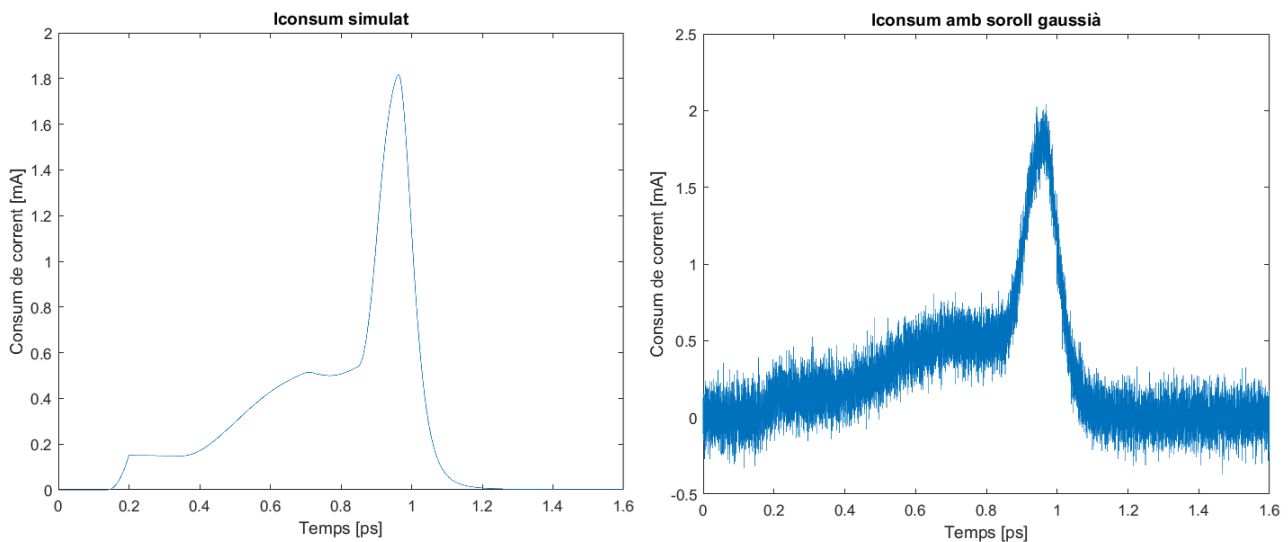 Iconsum simulat
Consum de corrent [mA]
2
1.8
1.6
1.4
1.2
1
0.8
0.6
0.4
0.2
0
0 0.2 0.4 0.6 0.8 1 1.2 1.4 1.6
Temps [ps]
Iconsum amb soroll gaussià
Consum de corrent [mA]
2.5
2
1.5
1
0.5
0
-0.5
0 0.2 0.4 0.6 0.8 1 1.2 1.4 1.6
Temps [ps]